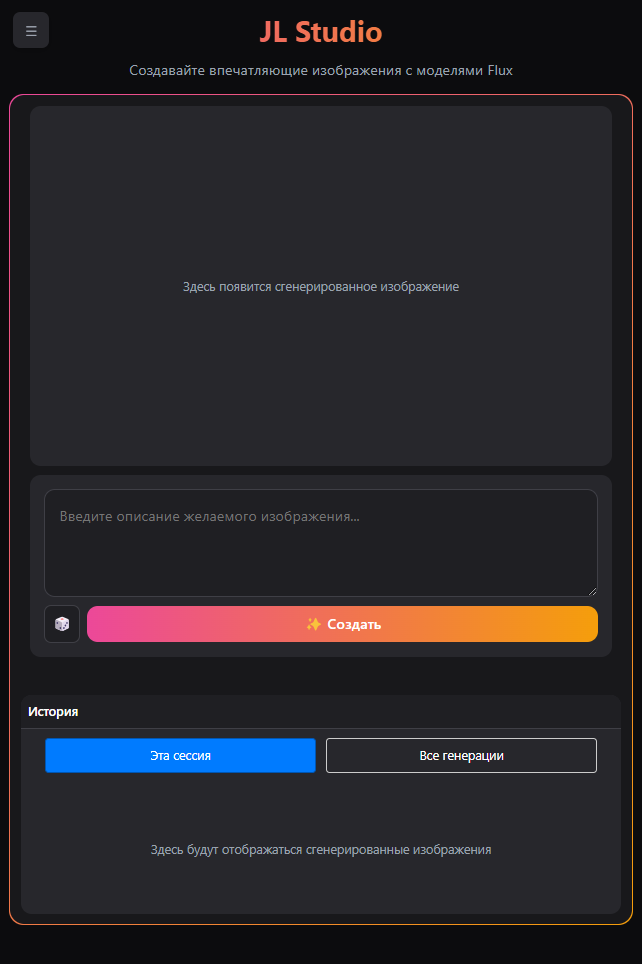 JL Studio
Создавайте впечатляющие изображения с моделями Flux
Здесь появится сгенерированное изображение
Введите описание желаемого изображения...
✨ Создать
История
Эта сессия
Все генерации
Здесь будут отображаться сгенерированные изображения